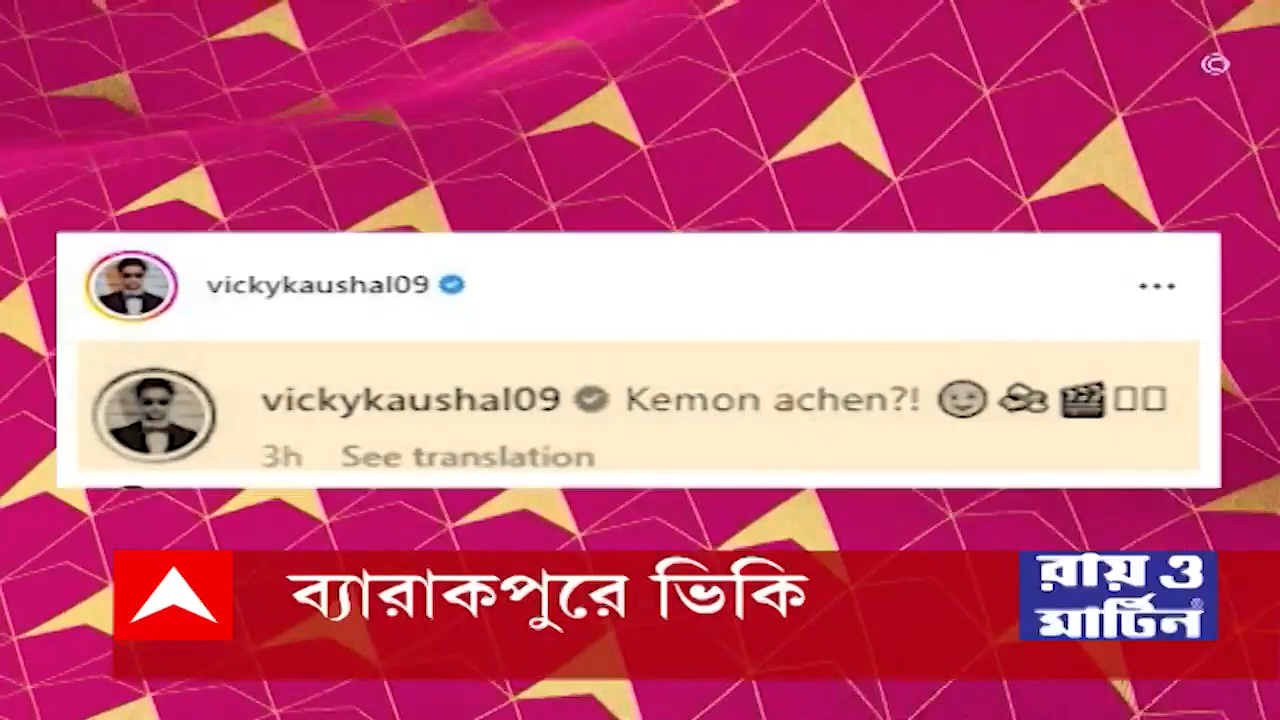 vickykaushal09
vickykaushal09 Kemon achen?! 😉 🎬
3h See translation
ব্যারাকপুরে ভিকি
রায় ও
মার্টিন